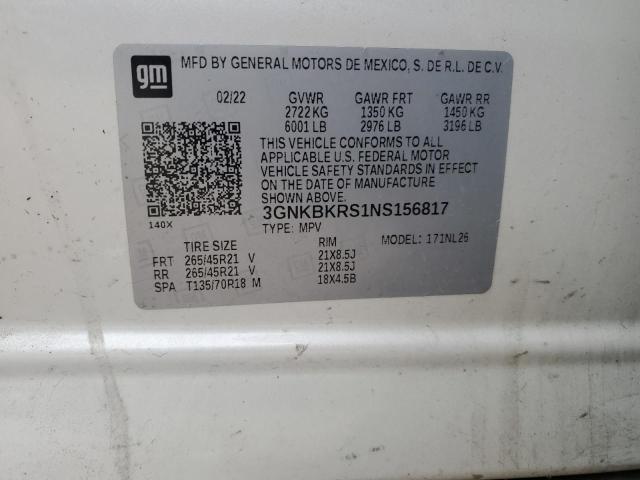 gm
MFD BY GENERAL MOTORS DE MEXICO, S. DE R.L. DE C.V.
02/22 GVWR GAWR FRT GAWR RR
2722 KG 1350 KG 1450 KG
6001 LB 2976 LB 3196 LB
THIS VEHICLE CONFORMS TO ALL
APPLICABLE U.S. FEDERAL MOTOR
VEHICLE SAFETY STANDARDS IN EFFECT
ON THE DATE OF MANUFACTURE
SHOWN ABOVE.
140X
3GNKBKRS1NS156817
TYPE: MPV MODEL: 171NL26
TIRE SIZE RIM
FRT 265/45R21 V 21X8.5J
RR 265/45R21 V 21X8.5J
SPA T135/70R18 M 18X4.5B